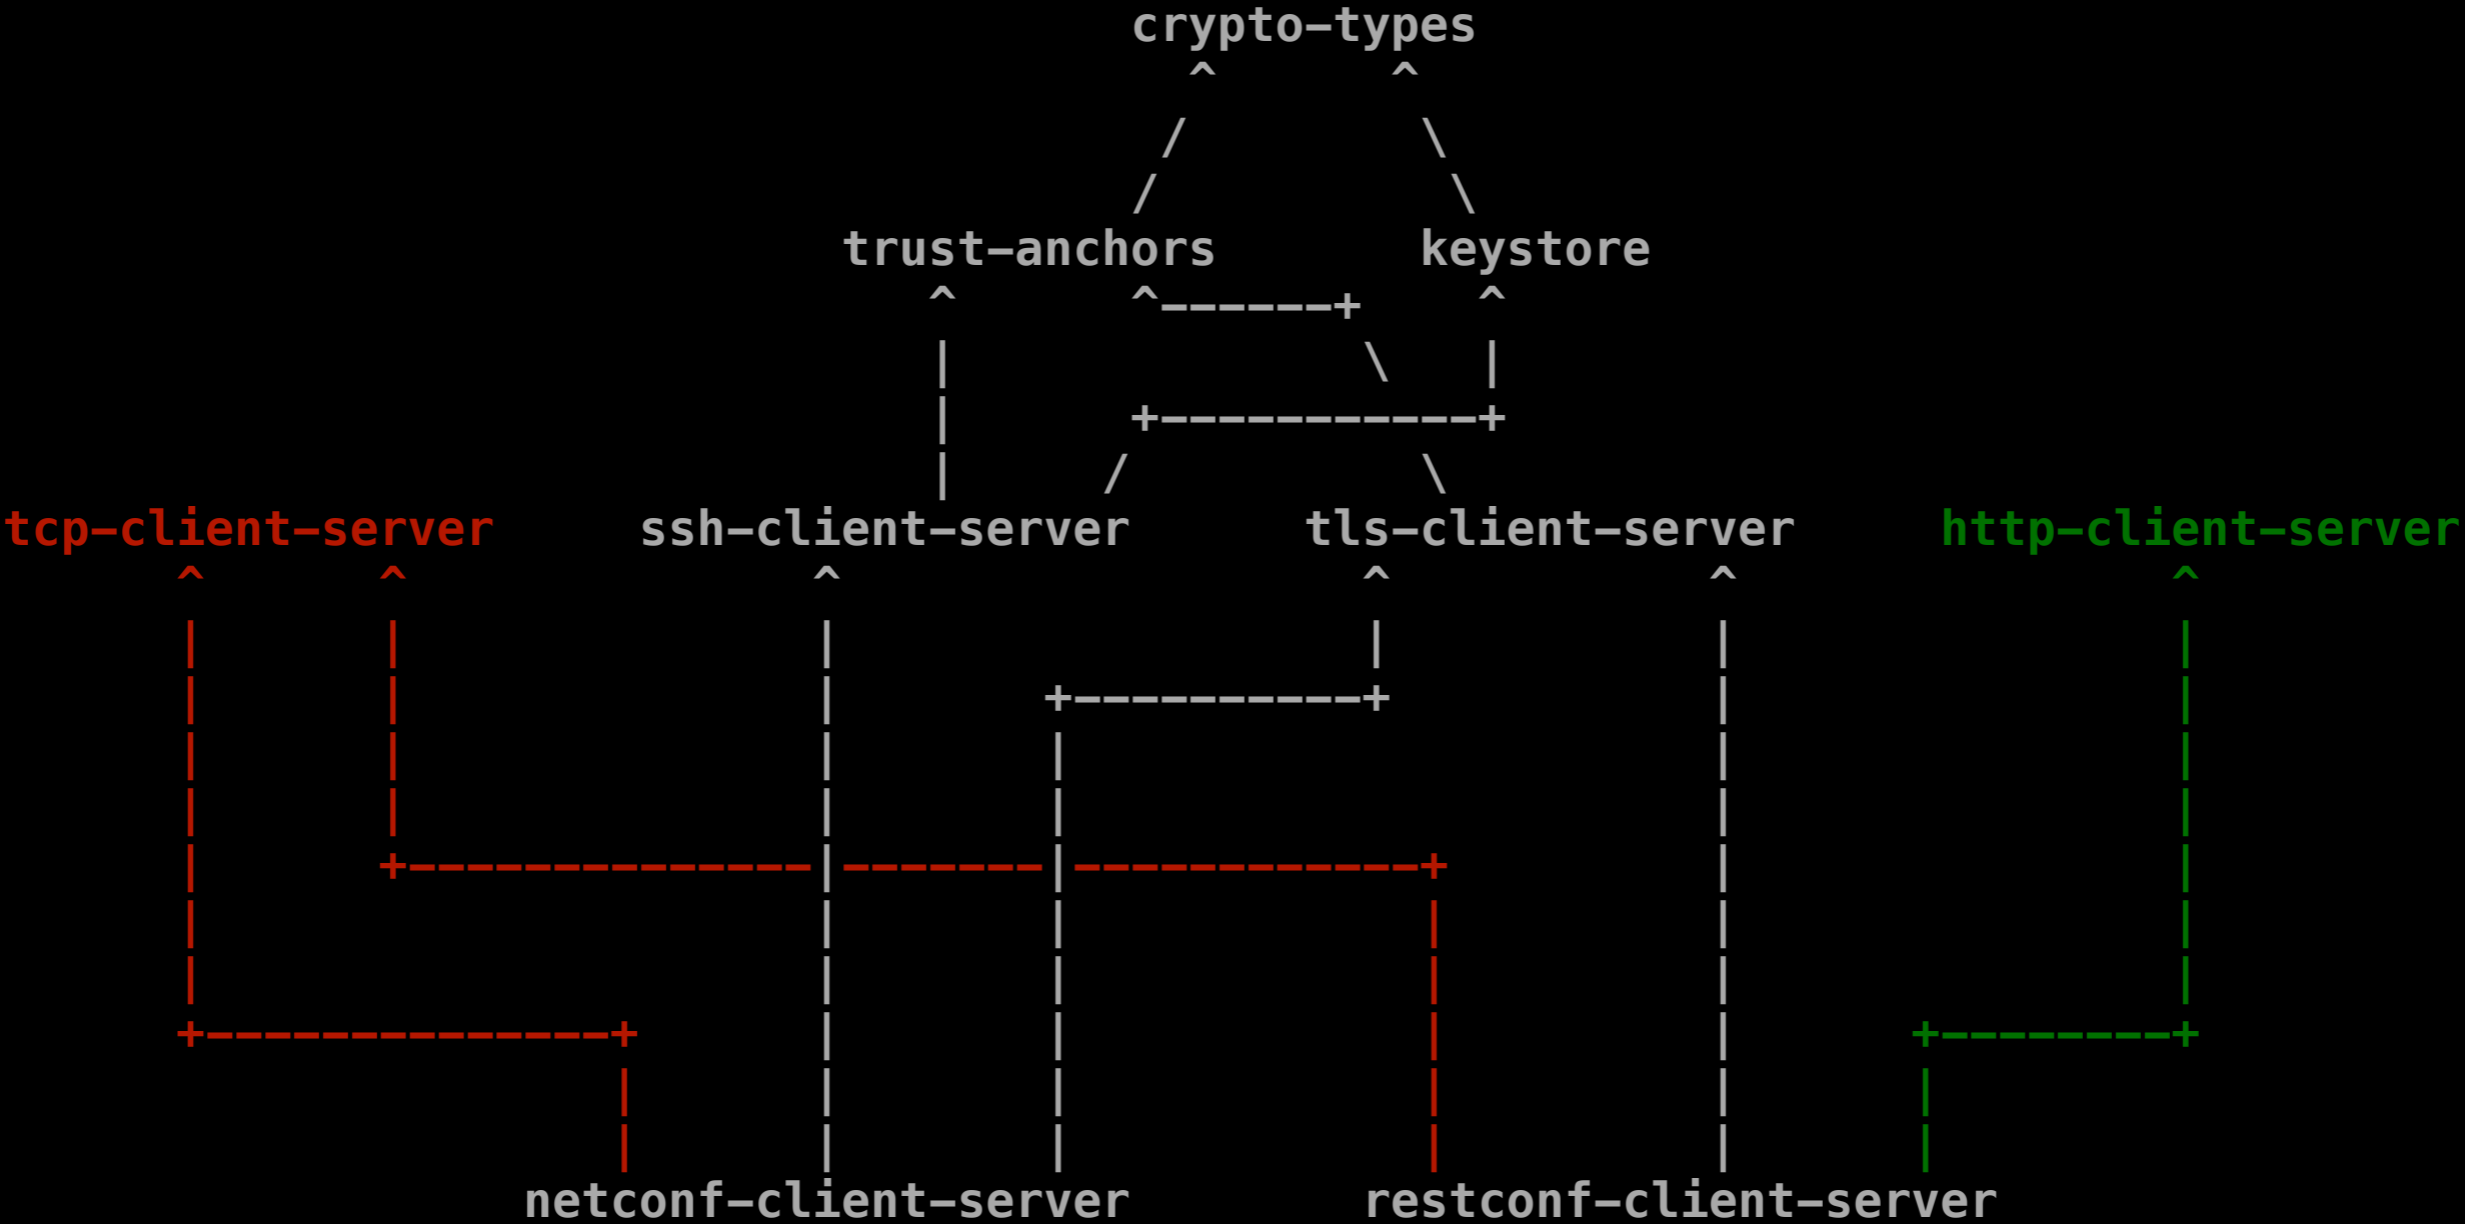 crypto-types
trust-anchors keystore
tcp-client-server ssh-client-server tls-client-server http-client-server
netconf-client-server restconf-client-server